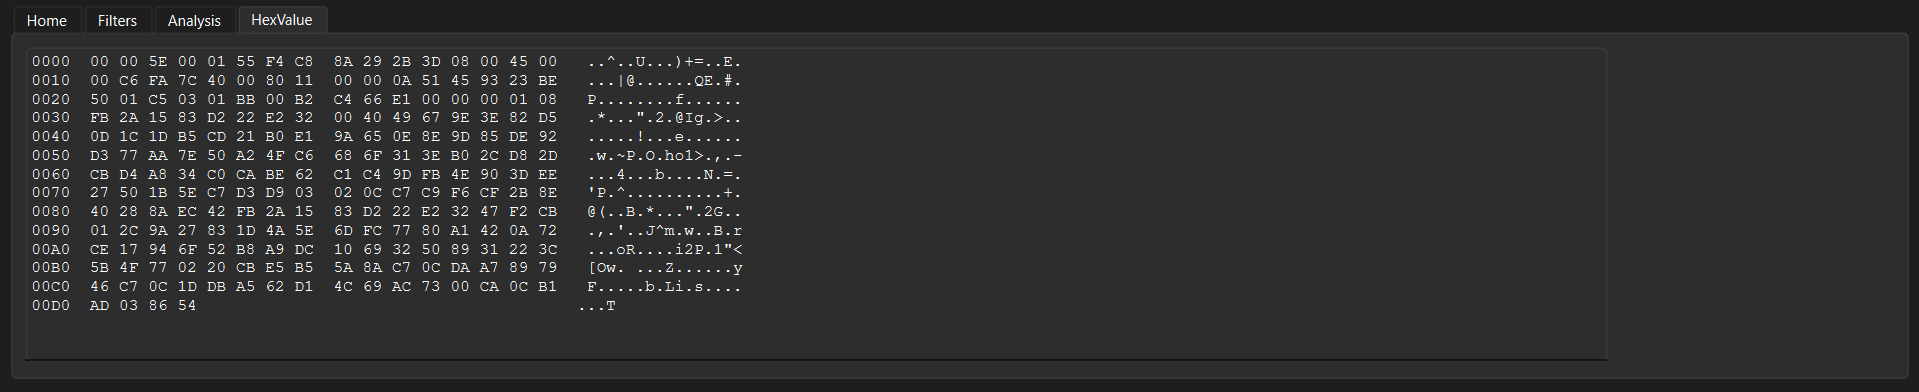 Home Filters Analysis HexValue
0000 00 00 5E 00 01 55 F4 C8 8A 29 2B 3D 08 00 45 00 ..^..U...)+=..E.
0010 00 C6 FA 7C 40 00 80 11 00 00 0A 51 45 93 23 BE ...|@......QE.#.
0020 50 01 C5 03 01 BB 00 B2 C4 66 E1 00 00 00 01 08 P........f......
0030 FB 2A 15 83 D2 22 E2 32 00 40 49 67 9E 3E 82 D5 .*...".2.@Ig.>..
0040 0D 1C 1D B5 CD 21 B0 E1 9A 65 0E 8E 9D 85 DE 92 .....!...e......
0050 D3 77 AA 7E 50 A2 4F C6 68 6F 31 3E B0 2C D8 2D .w.~P.O.ho1>.,.-
0060 CB D4 A8 34 C0 CA BE 62 C1 C4 9D FB 4E 90 3D EE ...4...b....N.=.
0070 27 50 1B 5E C7 D3 D9 03 02 0C C7 C9 F6 CF 2B 8E 'P.^..........+.
0080 40 28 8A EC 42 FB 2A 15 83 D2 22 E2 32 47 F2 CB @(..B.*...".2G..
0090 01 2C 9A 27 83 1D 4A 5E 6D FC 77 80 A1 42 0A 72 .,.'..J^m.w..B.r
00A0 CE 17 94 6F 52 B8 A9 DC 10 69 32 50 89 31 22 3C ...oR....i2P.1"<
00B0 5B 4F 77 02 20 CB E5 B5 5A 8A C7 0C DA A7 89 79 [Ow. ...Z......y
00C0 46 C7 0C 1D DB A5 62 D1 4C 69 AC 73 00 CA 0C B1 F.....b.Li.s....
00D0 AD 03 86 54 ...T